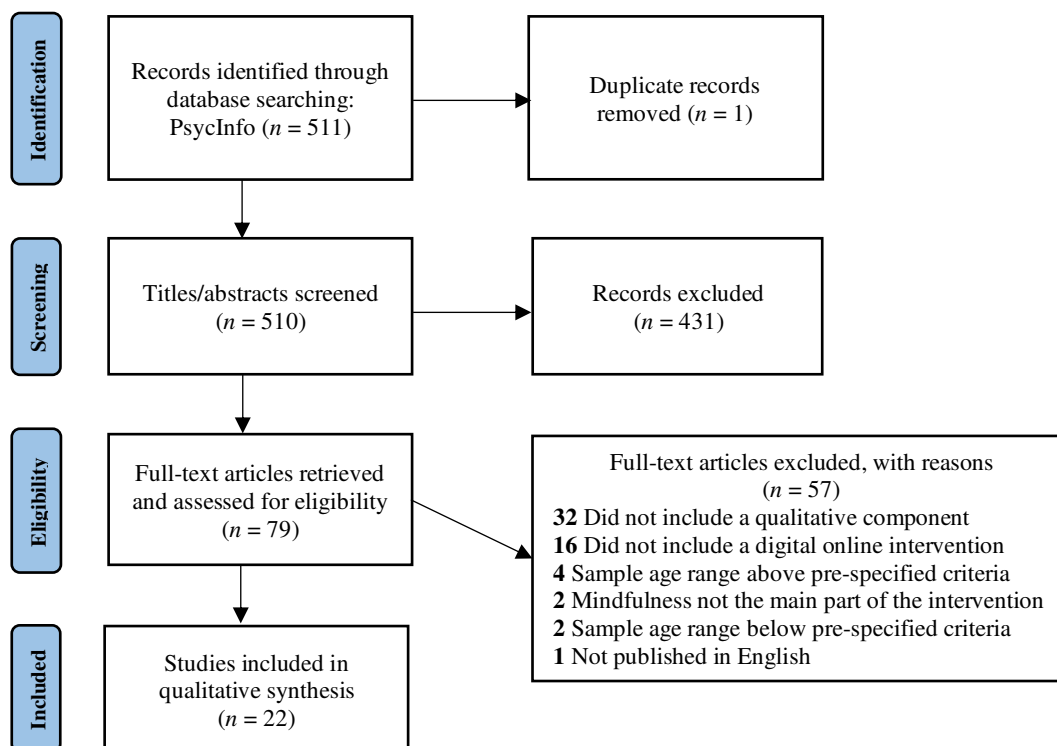 Identification
Records identified through
database searching:
PsycInfo (n = 511)
Duplicate records
removed (n = 1)
Screening
Titles/abstracts screened
(n = 510)
Records excluded
(n = 431)
Eligibility
Full-text articles retrieved
and assessed for eligibility
(n = 79)
Full-text articles excluded, with reasons
(n = 57)
32 Did not include a qualitative component
16 Did not include a digital online intervention
4 Sample age range above pre-specified criteria
2 Mindfulness not the main part of the intervention
2 Sample age range below pre-specified criteria
1 Not published in English
Included
Studies included in
qualitative synthesis
(n = 22)